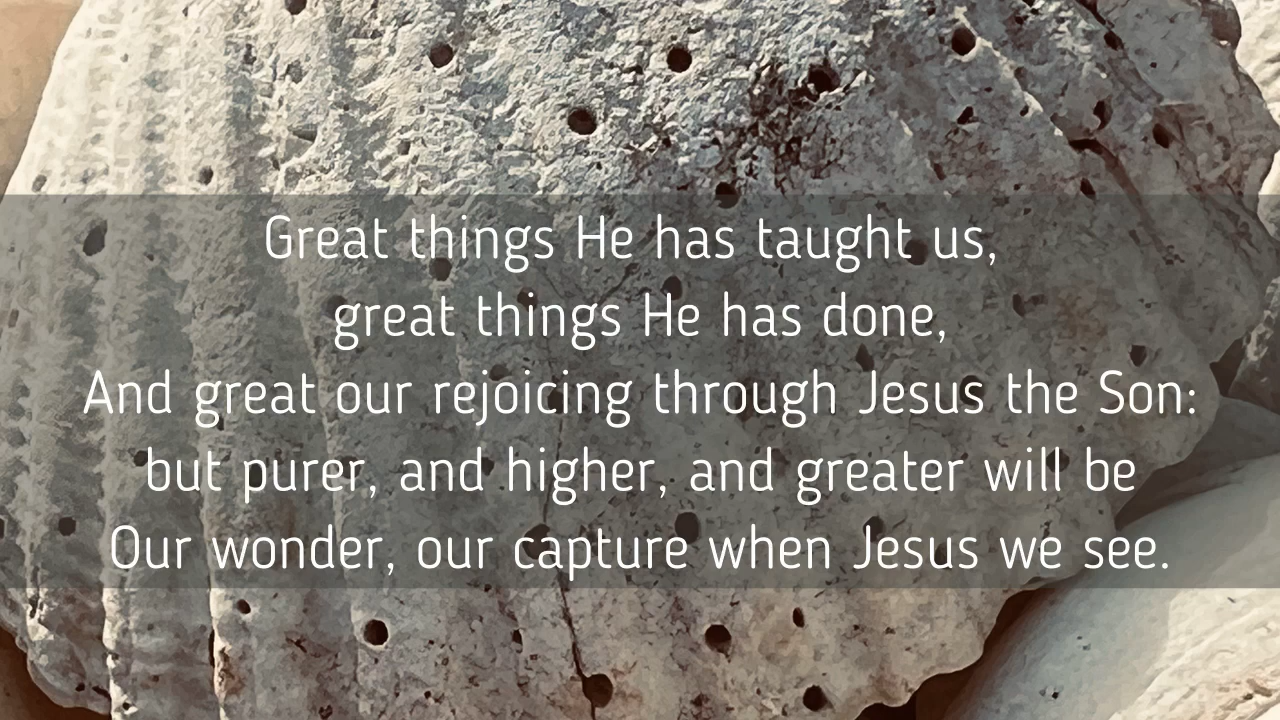 Great things He has taught us,
great things He has done,
And great our rejoicing through Jesus the Son:
but purer, and higher, and greater will be
Our wonder, our capture when Jesus we see.